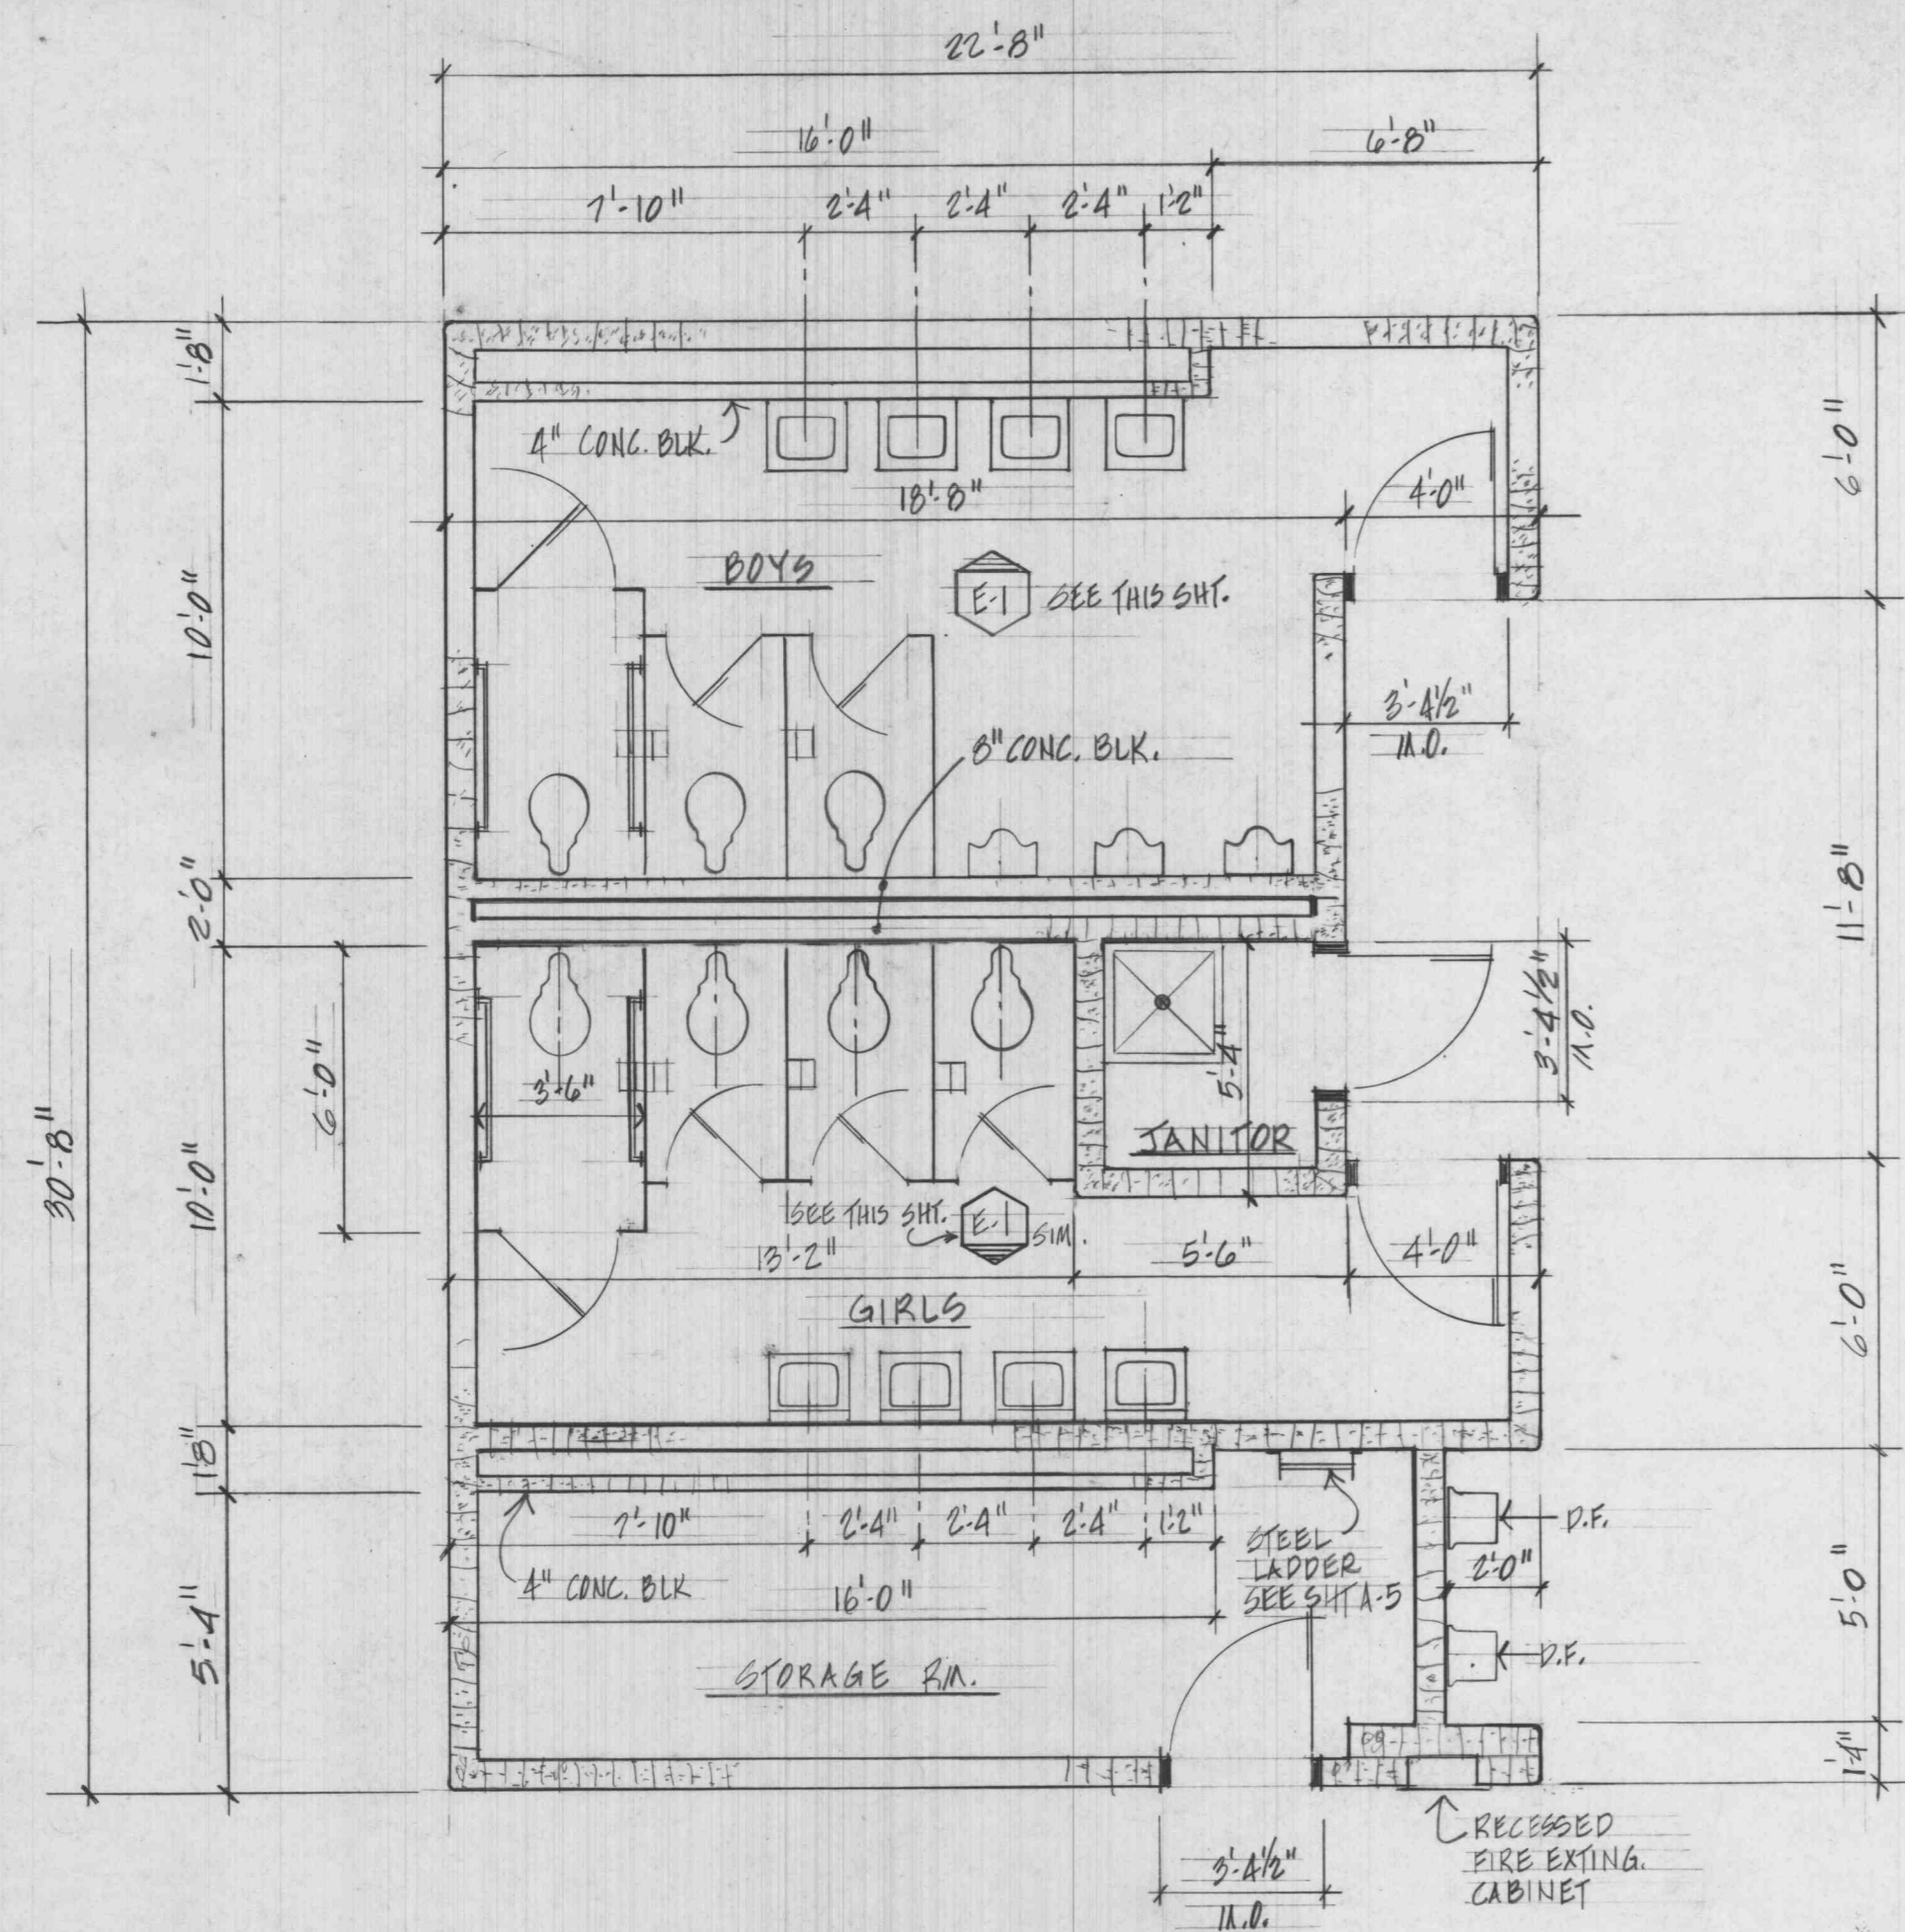 22'-8"
16'-0" 6'-8"
7'-10" 2'-4" 2'-4" 2'-4" 1'-2"
1'-8"
4" CONC. BLK.
18'-8" 4'-0"
6'-0"
BOYS
E-1 SEE THIS SHT.
10'-0"
3'-4½"
M.O.
8" CONC. BLK.
2'-0"
11'-8"
3'-4½"
M.O.
5'-4"
6'-0"
3'-6"
JANITOR
30'-8"
10'-0"
SEE THIS SHT. E-1 SIM.
13'-2" 5'-6" 4'-0"
GIRLS
6'-0"
1'-8"
7'-10" 2'-4" 2'-4" 2'-4" 1'-2"
D.F.
STEEL
LADDER
SEE SHT A-5
2'-0"
4" CONC. BLK
16'-0"
5'-0"
5'-4"
D.F.
STORAGE RM.
1'-4"
RECESSED
FIRE EXTING.
CABINET
3'-4½"
M.O.